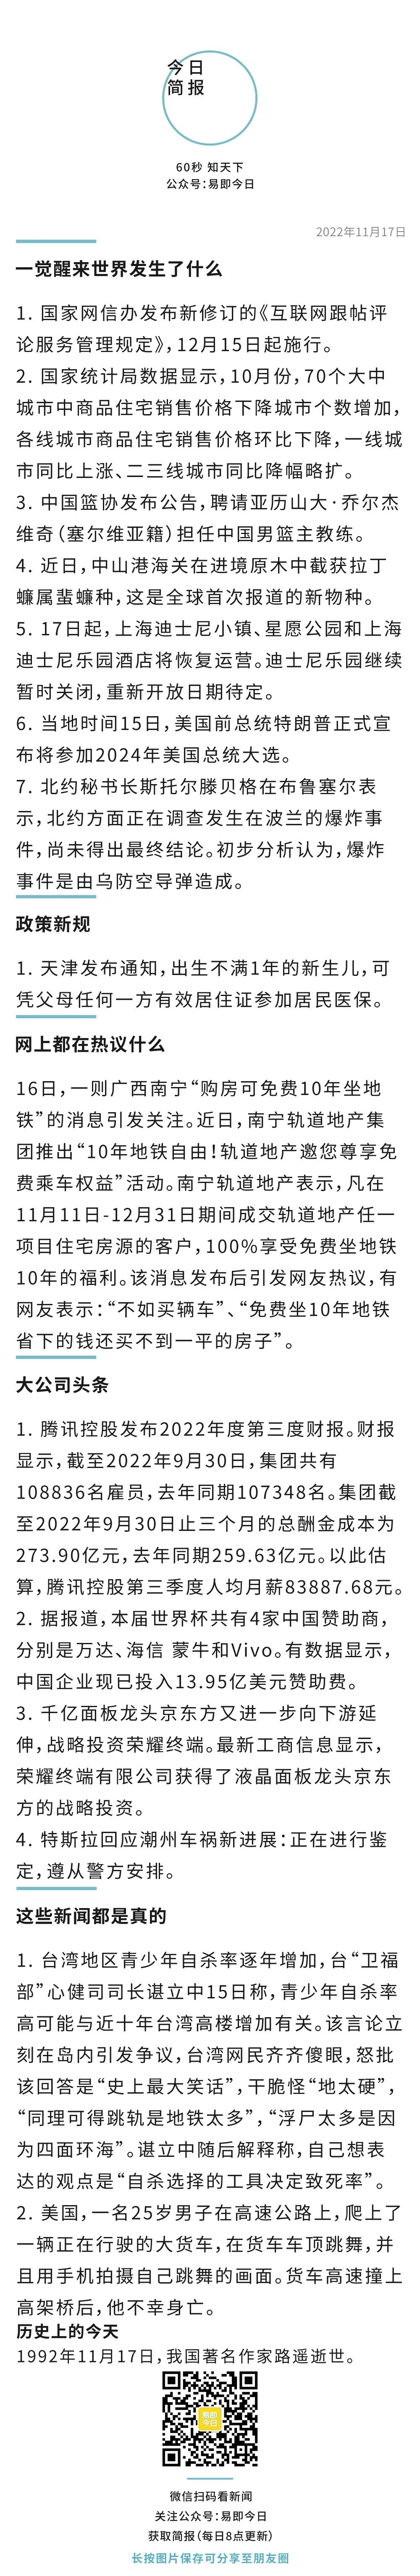 今日
简报
60秒 知天下
公众号：易即今日
2022年11月17日
一觉醒来世界发生了什么
1. 国家网信办发布新修订的《互联网跟帖评
论服务管理规定》，12月15日起施行。
2. 国家统计局数据显示，10月份，70个大中
城市中商品住宅销售价格下降城市个数增加，
各线城市商品住宅销售价格环比下降，一线城
市同比上涨、二三线城市同比降幅略扩。
3. 中国篮协发布公告，聘请亚历山大·乔尔杰
维奇（塞尔维亚籍）担任中国男篮主教练。
4. 近日，中山港海关在进境原木中截获拉丁
蠊属蜚蠊种，这是全球首次报道的新物种。
5. 17日起，上海迪士尼小镇、星愿公园和上海
迪士尼乐园酒店将恢复运营。迪士尼乐园继续
暂时关闭，重新开放日期待定。
6. 当地时间15日，美国前总统特朗普正式宣
布将参加2024年美国总统大选。
7. 北约秘书长斯托尔滕贝格在布鲁塞尔表
示，北约方面正在调查发生在波兰的爆炸事
件，尚未得出最终结论。初步分析认为，爆炸
事件是由乌防空导弹造成。
政策新规
1. 天津发布通知，出生不满1年的新生儿，可
凭父母任何一方有效居住证参加居民医保。
网上都在热议什么
16日，一则广西南宁“购房可免费10年坐地
铁”的消息引发关注。近日，南宁轨道地产集
团推出“10年地铁自由！轨道地产邀您尊享免
费乘车权益”活动。南宁轨道地产表示，凡在
11月11日-12月31日期间成交轨道地产任一
项目住宅房源的客户，100%享受免费坐地铁
10年的福利。该消息发布后引发网友热议，有
网友表示：“不如买辆车”、“免费坐10年地铁
省下的钱还买不到一平的房子”。
大公司头条
1. 腾讯控股发布2022年度第三度财报。财报
显示，截至2022年9月30日，集团共有
108836名雇员，去年同期107348名。集团截
至2022年9月30日止三个月的总酬金成本为
273.90亿元，去年同期259.63亿元。以此估
算，腾讯控股第三季度人均月薪83887.68元。
2. 据报道，本届世界杯共有4家中国赞助商，
分别是万达、海信 蒙牛和Vivo。有数据显示，
中国企业现已投入13.95亿美元赞助费。
3. 千亿面板龙头京东方又进一步向下游延
伸，战略投资荣耀终端。最新工商信息显示，
荣耀终端有限公司获得了液晶面板龙头京东
方的战略投资。
4. 特斯拉回应潮州车祸新进展：正在进行鉴
定，遵从警方安排。
这些新闻都是真的
1. 台湾地区青少年自杀率逐年增加，台“卫福
部”心健司司长谌立中15日称，青少年自杀率
高可能与近十年台湾高楼增加有关。该言论立
刻在岛内引发争议，台湾网民齐齐傻眼，怒批
该回答是“史上最大笑话”，干脆怪“地太硬”，
“同理可得跳轨是地铁太多”，“浮尸太多是因
为四面环海”。谌立中随后解释称，自己想表
达的观点是“自杀选择的工具决定致死率”。
2. 美国，一名25岁男子在高速公路上，爬上了
一辆正在行驶的大货车，在货车车顶跳舞，并
且用手机拍摄自己跳舞的画面。货车高速撞上
高架桥后，他不幸身亡。
历史上的今天
1992年11月17日，我国著名作家路遥逝世。
易即
今日
微信扫码看新闻
关注公众号：易即今日
获取简报（每日8点更新）
长按图片保存可分享至朋友圈